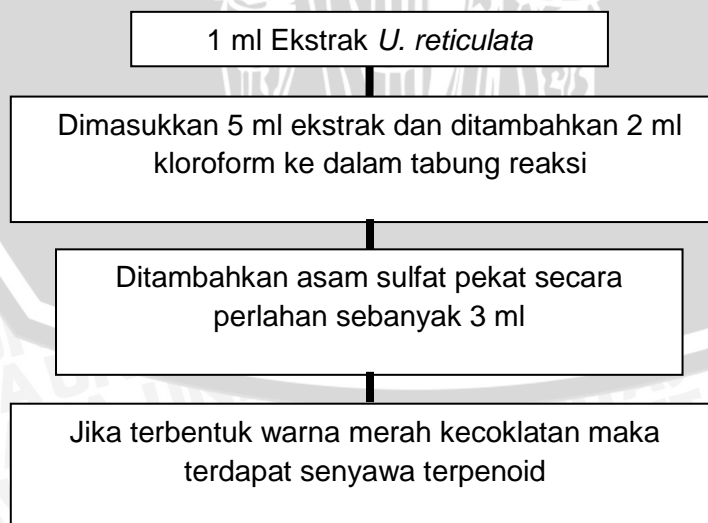 1 ml Ekstrak U. reticulata
Dimasukkan 5 ml ekstrak dan ditambahkan 2 ml
kloroform ke dalam tabung reaksi
Ditambahkan asam sulfat pekat secara
perlahan sebanyak 3 ml
Jika terbentuk warna merah kecoklatan maka
terdapat senyawa terpenoid